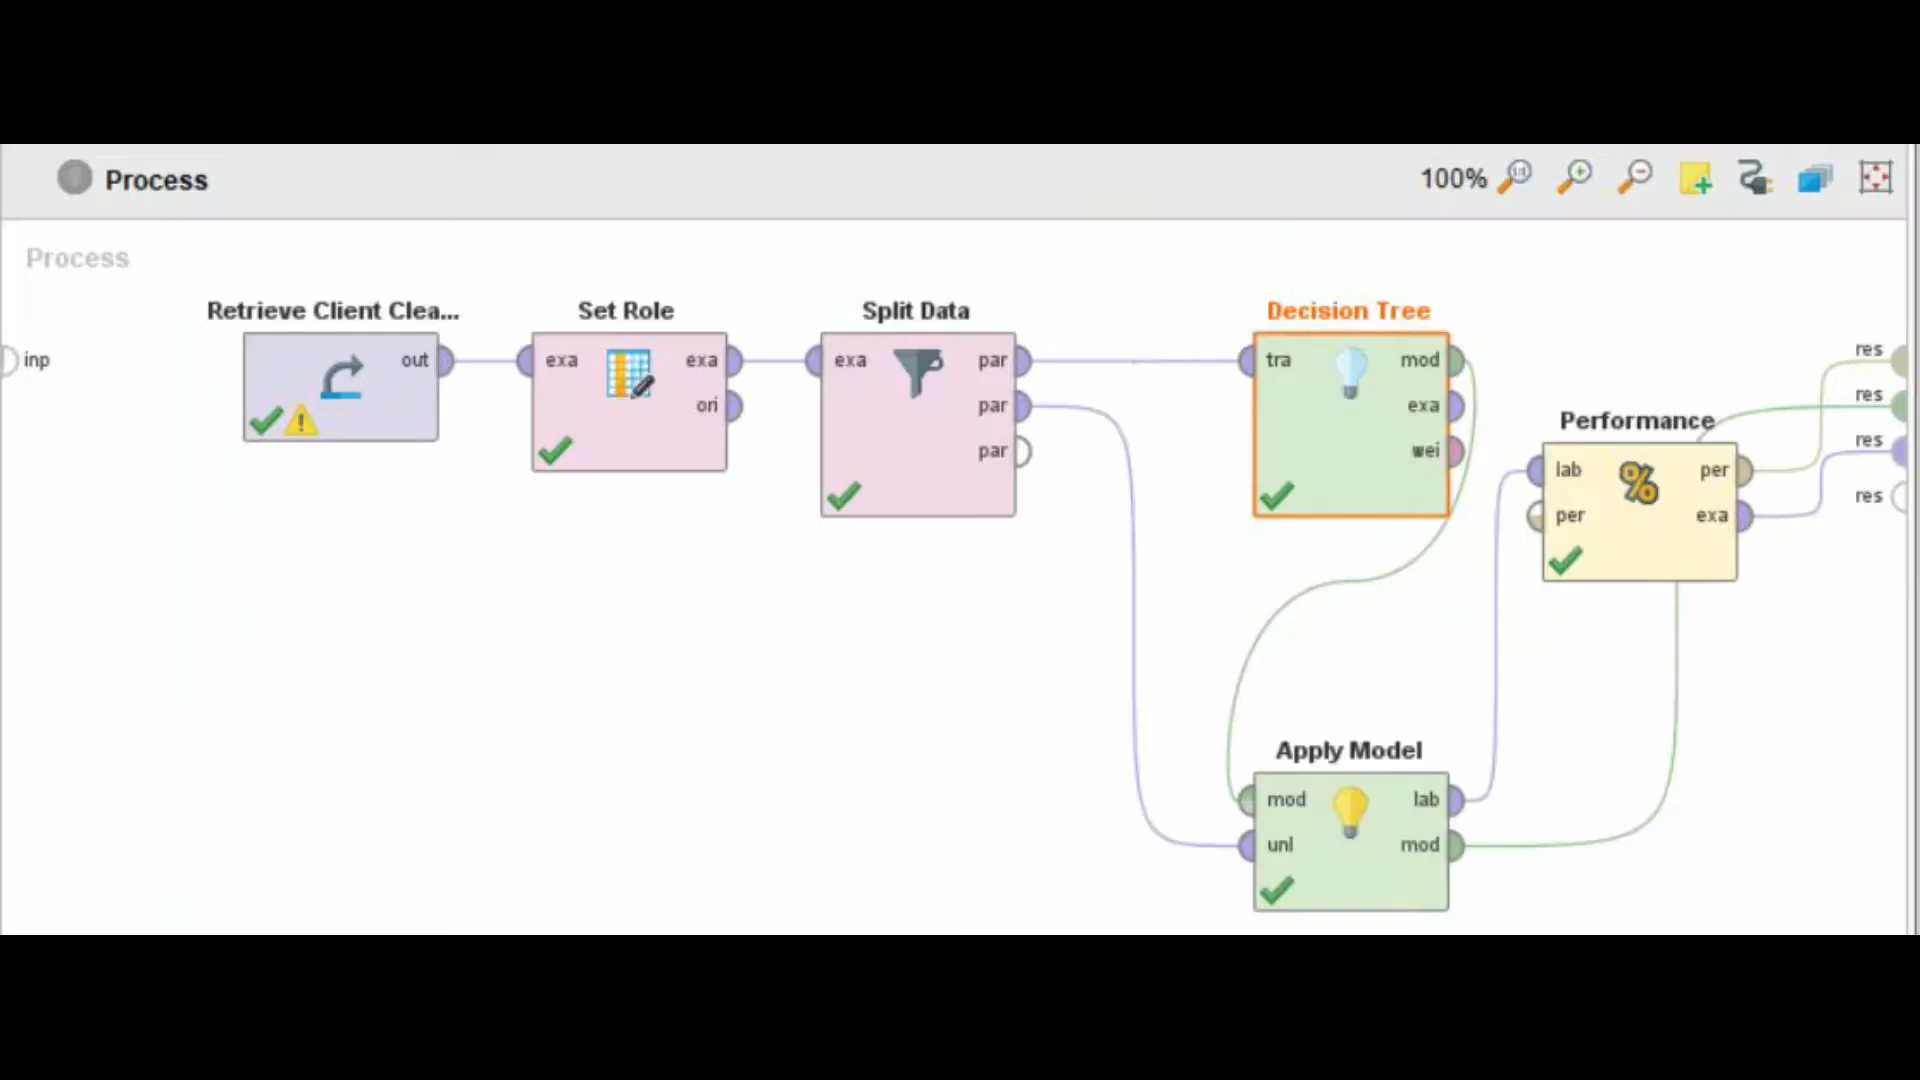 Process
100%
Process
inp
Retrieve Client Clea...
out
Set Role
exa exa
ori
Split Data
exa par
par
par
Decision Tree
tra mod
exa
wei
Performance
lab per
per exa
res
res
res
res
Apply Model
mod lab
unl mod